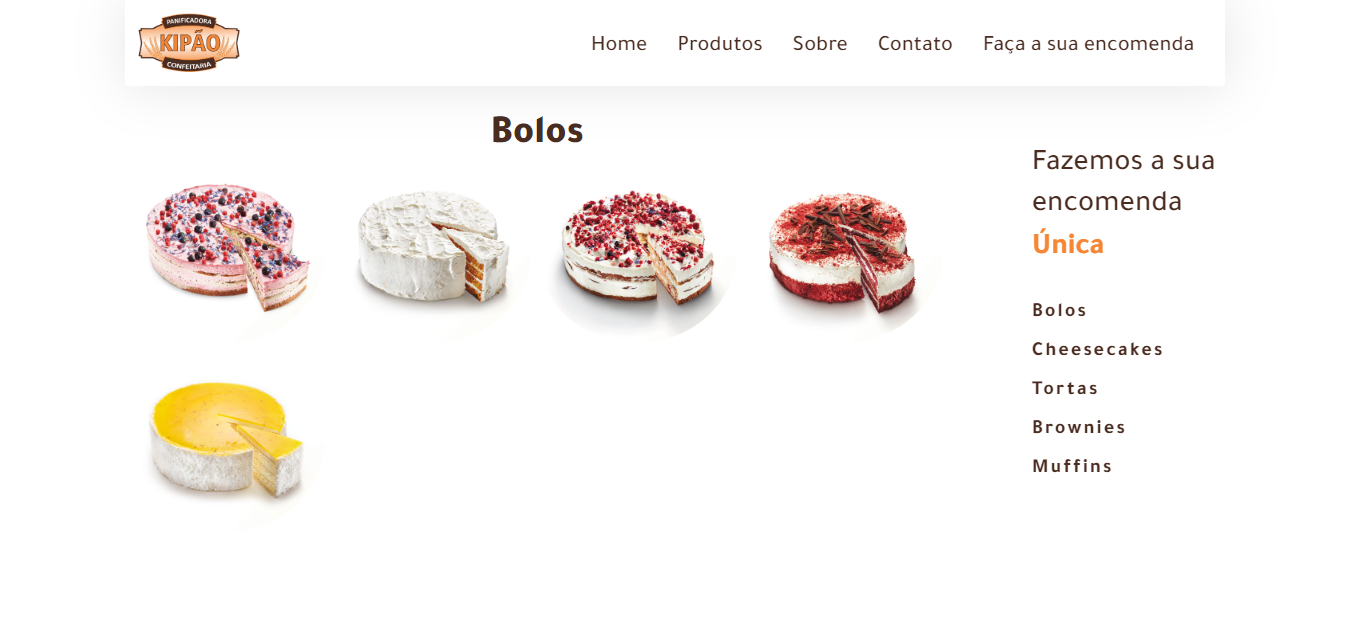 PANIFICADORA
KIPÃO
CONFEITARIA
Home Produtos Sobre Contato Faça a sua encomenda
Bolos
Fazemos a sua
encomenda
Única
Bolos
Cheesecakes
Tortas
Brownies
Muffins